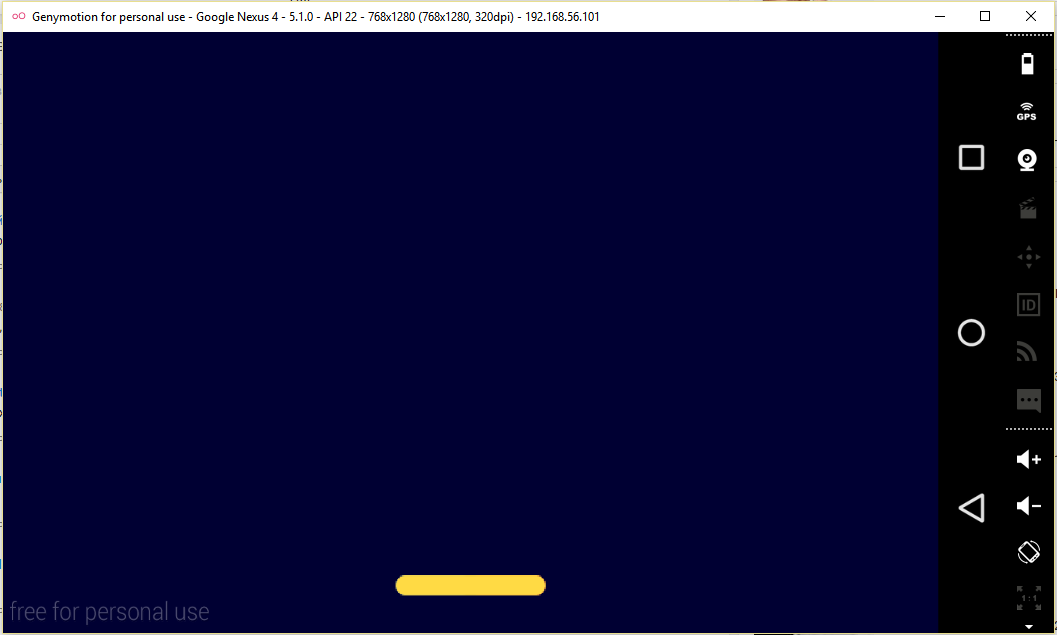 Genymotion for personal use - Google Nexus 4 - 5.1.0 - API 22 - 768x1280 (768x1280, 320dpi) - 192.168.56.101
GPS
ID
1:1
free for personal use